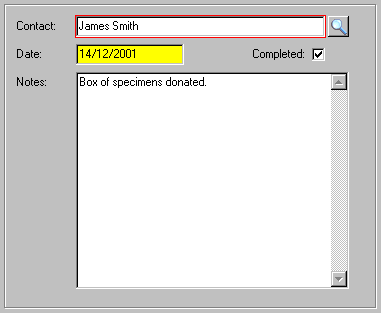 Contact: James Smith
Date: 14/12/2001 Completed:
Notes: Box of specimens donated.